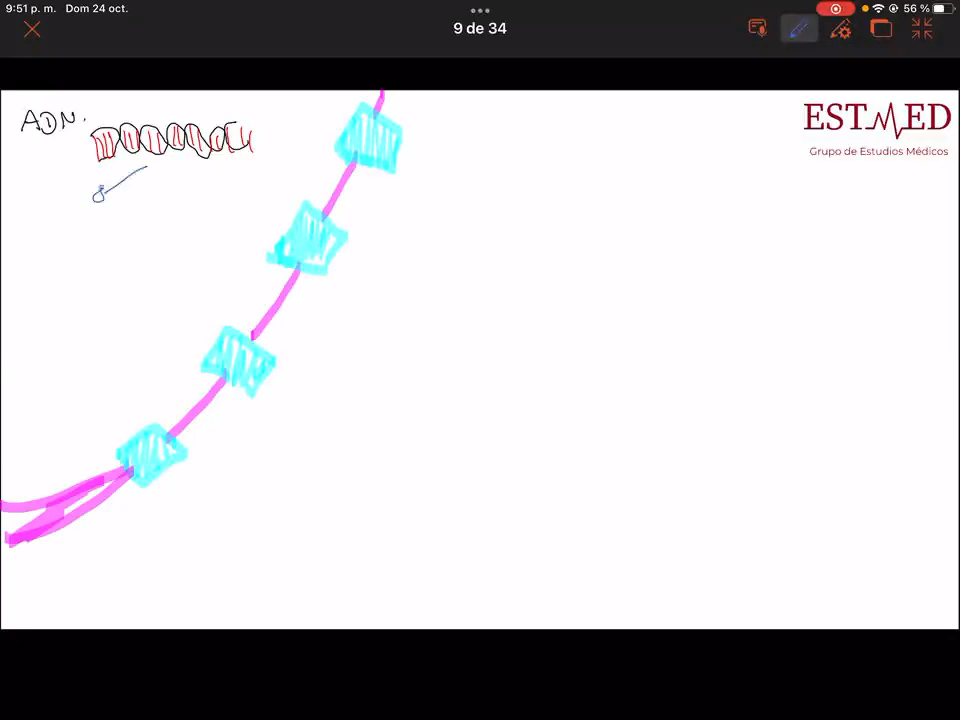 9:51 p. m. Dom 24 oct.
56 %
9 de 34
ADN.
ESTMED
Grupo de Estudios Médicos